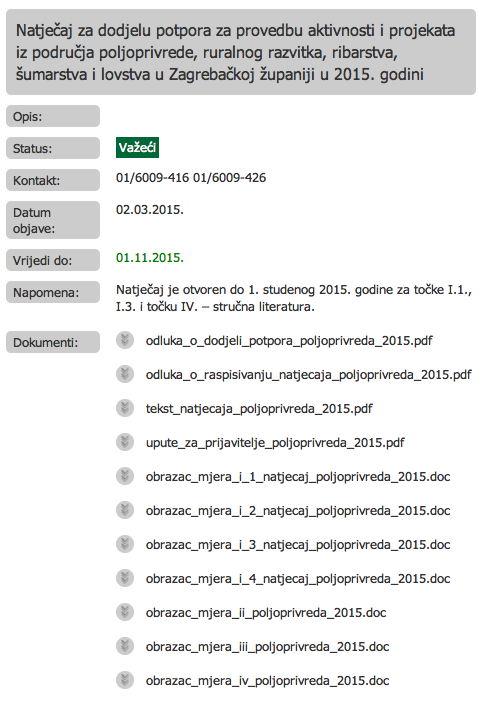 Natječaj za dodjelu potpora za provedbu aktivnosti i projekata
iz područja poljoprivrede, ruralnog razvitka, ribarstva,
šumarstva i lovstva u Zagrebačkoj županiji u 2015. godini
Opis:
Status: Važeći
Kontakt: 01/6009-416 01/6009-426
Datum objave: 02.03.2015.
Vrijedi do: 01.11.2015.
Napomena: Natječaj je otvoren do 1. studenog 2015. godine za točke I.1.,
I.3. i točku IV. – stručna literatura.
Dokumenti: odluka_o_dodjeli_potpora_poljoprivreda_2015.pdf
odluka_o_raspisivanju_natjecaja_poljoprivreda_2015.pdf
tekst_natjecaja_poljoprivreda_2015.pdf
upute_za_prijavitelje_poljoprivreda_2015.pdf
obrazac_mjera_i_1_natjecaj_poljoprivreda_2015.doc
obrazac_mjera_i_2_natjecaj_poljoprivreda_2015.doc
obrazac_mjera_i_3_natjecaj_poljoprivreda_2015.doc
obrazac_mjera_i_4_natjecaj_poljoprivreda_2015.doc
obrazac_mjera_ii_poljoprivreda_2015.doc
obrazac_mjera_iii_poljoprivreda_2015.doc
obrazac_mjera_iv_poljoprivreda_2015.doc